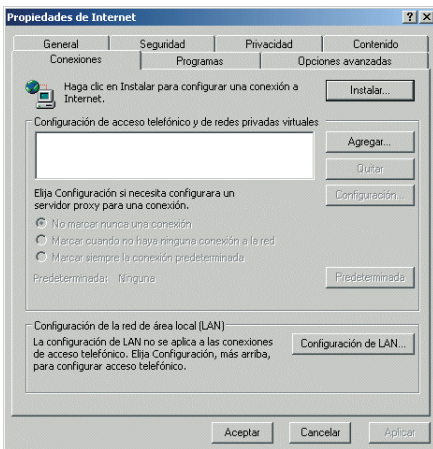 Propiedades de Internet
General Seguridad Privacidad Contenido
Conexiones Programas Opciones avanzadas
Haga clic en Instalar para configurar una conexión a
Internet.
Instalar...
Configuración de acceso telefónico y de redes privadas virtuales
Agregar...
Quitar
Configuración...
Elija Configuración si necesita configurara un
servidor proxy para una conexión.
No marcar nunca una conexión
Marcar cuando no haya ninguna conexión a la red
Marcar siempre la conexión predeterminada
Predeterminada: Ninguna
Predeterminada
Configuración de la red de área local (LAN)
La configuración de LAN no se aplica a las conexiones
de acceso telefónico. Elija Configuración, más arriba,
para configurar acceso telefónico.
Configuración de LAN...
Aceptar Cancelar Aplicar